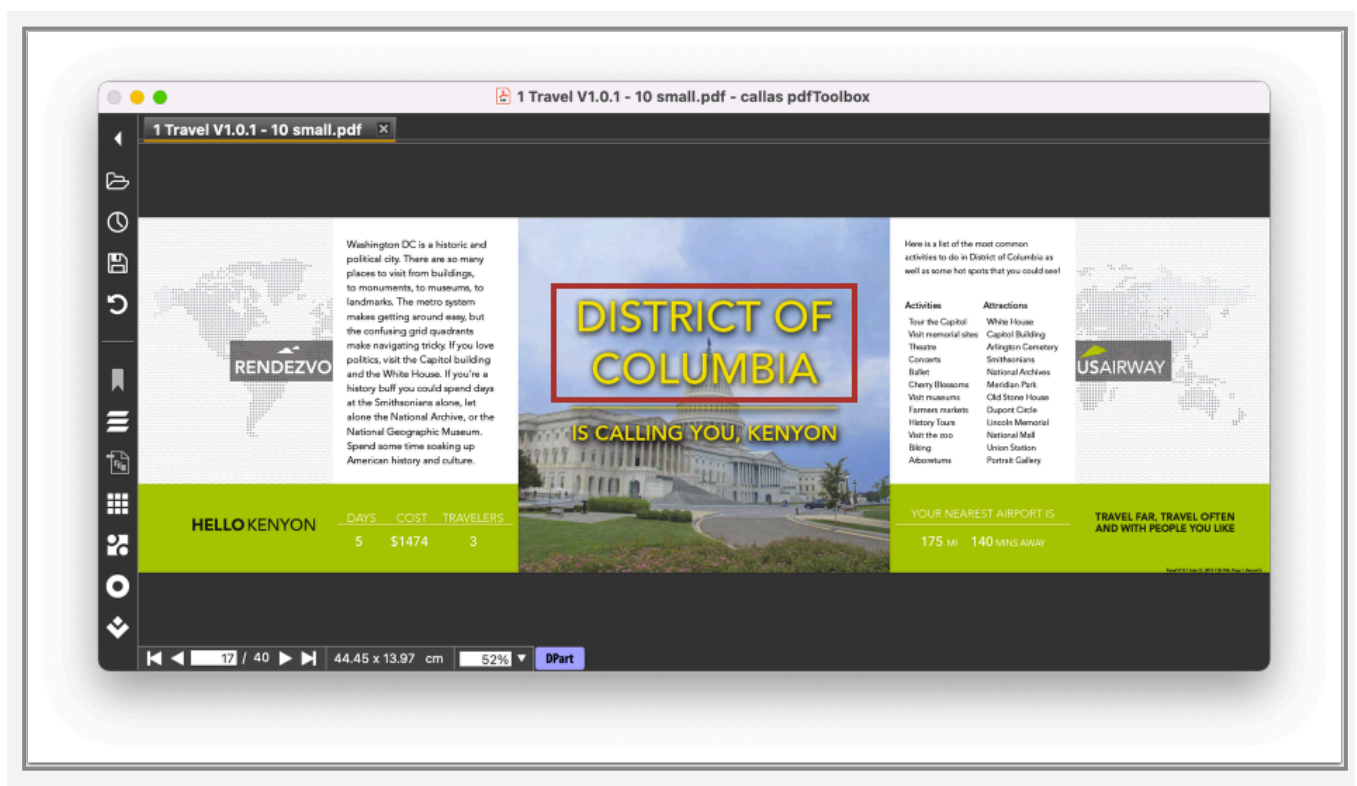 1 Travel V1.0.1 - 10 small.pdf - callas pdfToolbox
1 Travel V1.0.1 - 10 small.pdf
RENDEZVO
Washington DC is a historic and
political city. There are so many
places to visit from buildings,
to monuments, to museums, to
landmarks. The metro system
makes getting around easy, but
the confusing grid quadrants
make navigating tricky. If you love
politics, visit the Capitol building
and the White House. If you're a
history buff you could spend days
at the Smithsonians alone, let
alone the National Archive, or the
National Geographic Museum.
Spend some time soaking up
American history and culture.
HELLO KENYON
DAYS COST TRAVELERS
5 $1474 3
DISTRICT OF
COLUMBIA
IS CALLING YOU, KENYON
Here is a list of the most common
activities to do in District of Columbia as
well as some hot spots that you could see!
Activities Attractions
Tour the Capitol White House
Visit memorial sites Capitol Building
Theatre Arlington Cemetery
Concerts Smithsonians
Ballet National Archives
Cherry Blossoms Meridian Park
Visit museums Old Stone House
Farmers markets Dupont Circle
History Tours Lincoln Memorial
Visit the zoo National Mall
Biking Union Station
Arboretums Portrait Gallery
USAIRWAY
YOUR NEAREST AIRPORT IS
175 MI 140 MINS AWAY
TRAVEL FAR, TRAVEL OFTEN
AND WITH PEOPLE YOU LIKE
17 / 40 44.45 x 13.97 cm 52% DPart